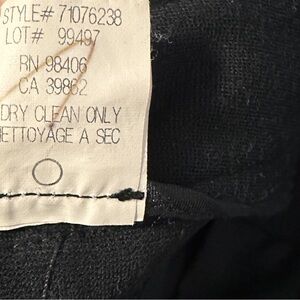 STYLE# 71076238
LOT# 99497
RN 98406
CA 39862
DRY CLEAN ONLY
NETTOYAGE A SEC